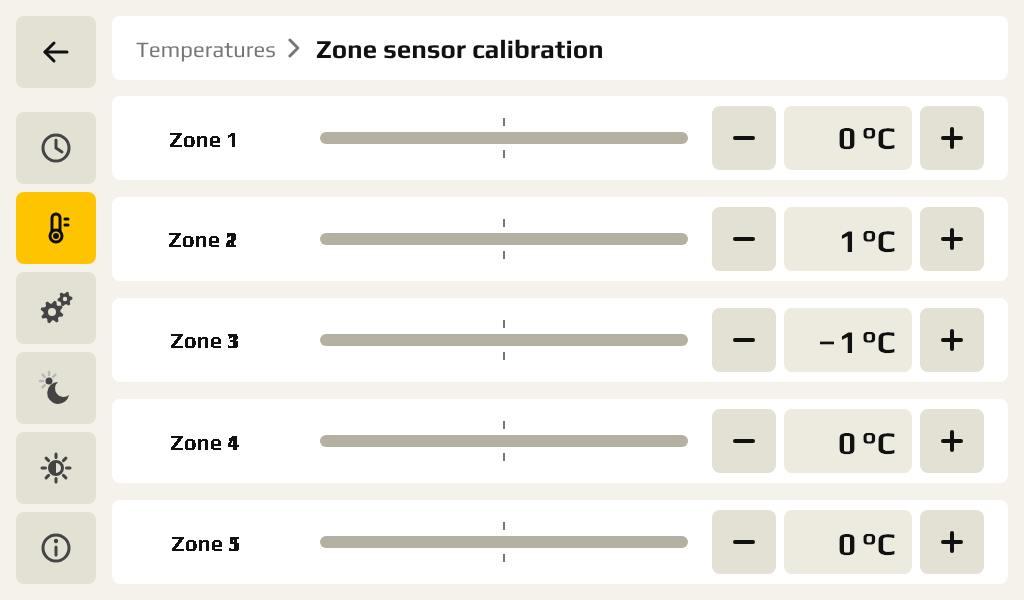 Temperatures > Zone sensor calibration
Zone 1
0 °C
Zone 2
1 °C
Zone 3
−1 °C
Zone 4
0 °C
Zone 5
0 °C